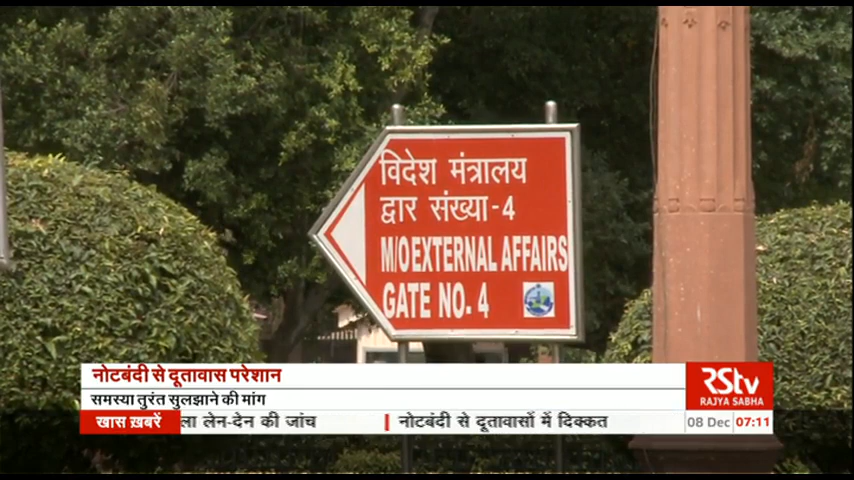 विदेश मंत्रालय
द्वार संख्या-4
M/O EXTERNAL AFFAIRS
GATE NO. 4
नोटबंदी से दूतावास परेशान
समस्या तुरंत सुलझाने की मांग
RStv
RAJYA SABHA
खास ख़बरें ला लेन-देन की जांच नोटबंदी से दूतावासों में दिक्कत 08 Dec 07:11